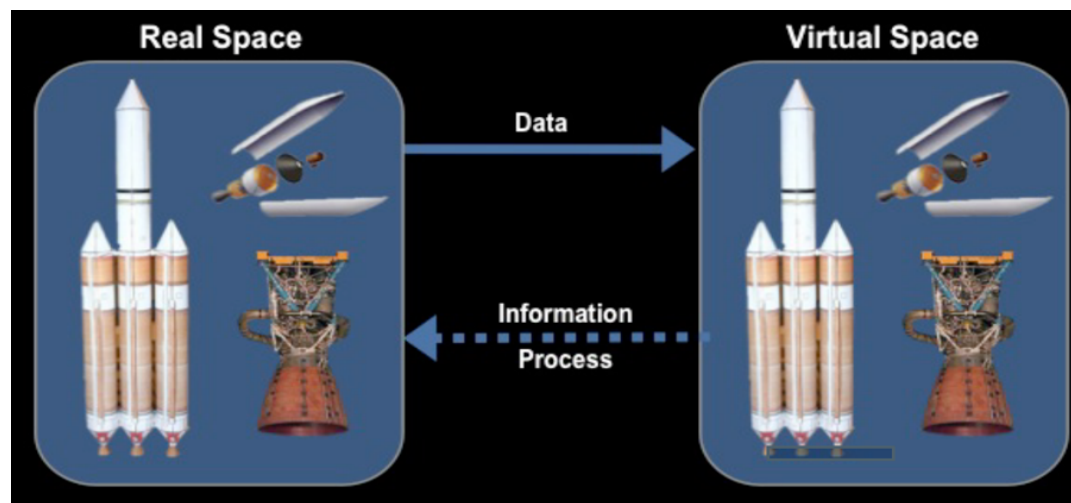 Real Space
Virtual Space
Data
Information
Process